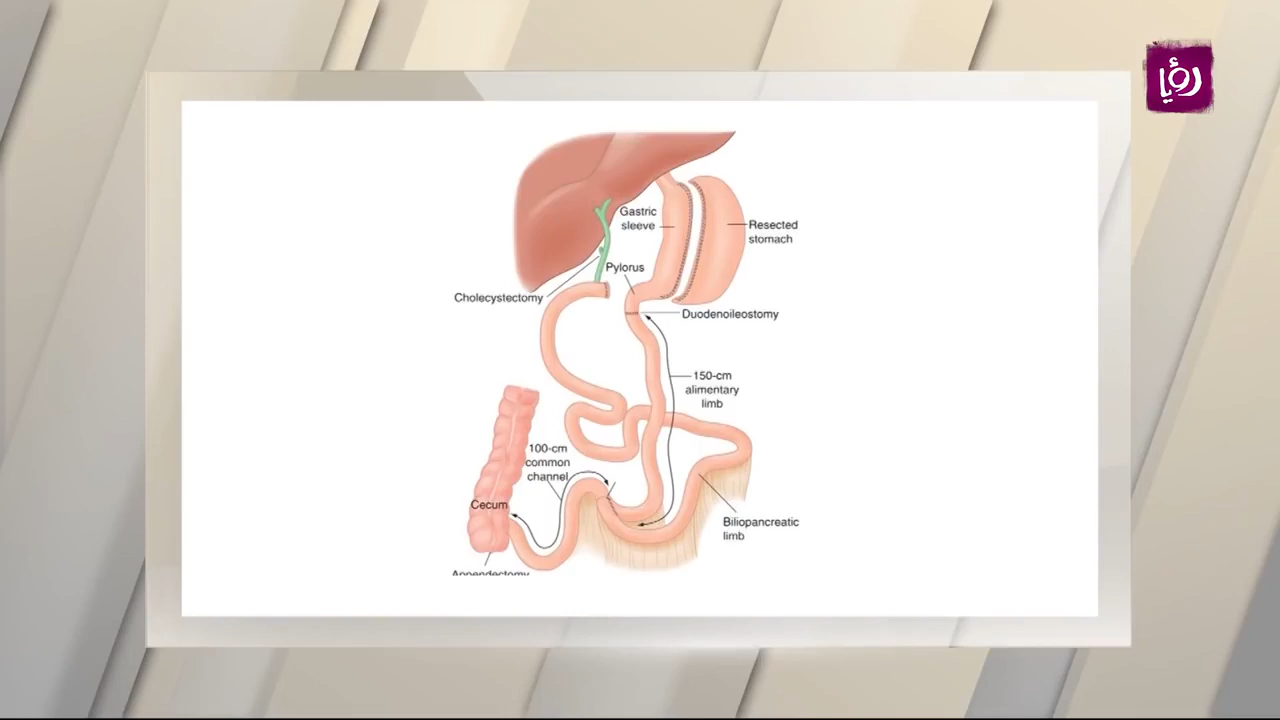 رؤيا
Gastric
sleeve
Resected
stomach
Pylorus
Cholecystectomy
Duodenoileostomy
150-cm
alimentary
limb
100-cm
common
channel
Cecum
Biliopancreatic
limb
Appendectomy